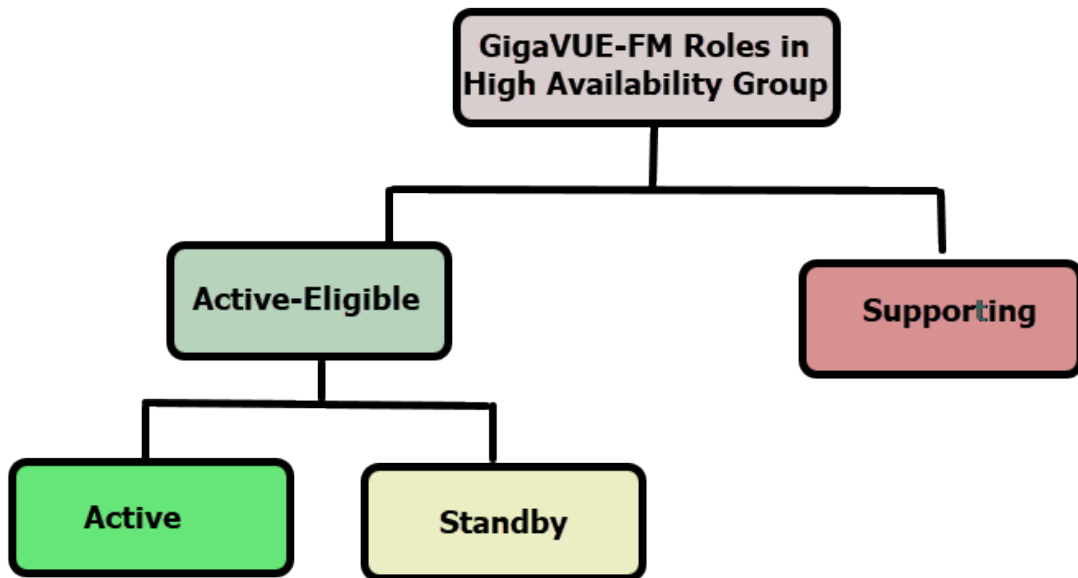 GigaVUE-FM Roles in
High Availability Group
Active-Eligible
Supporting
Active
Standby